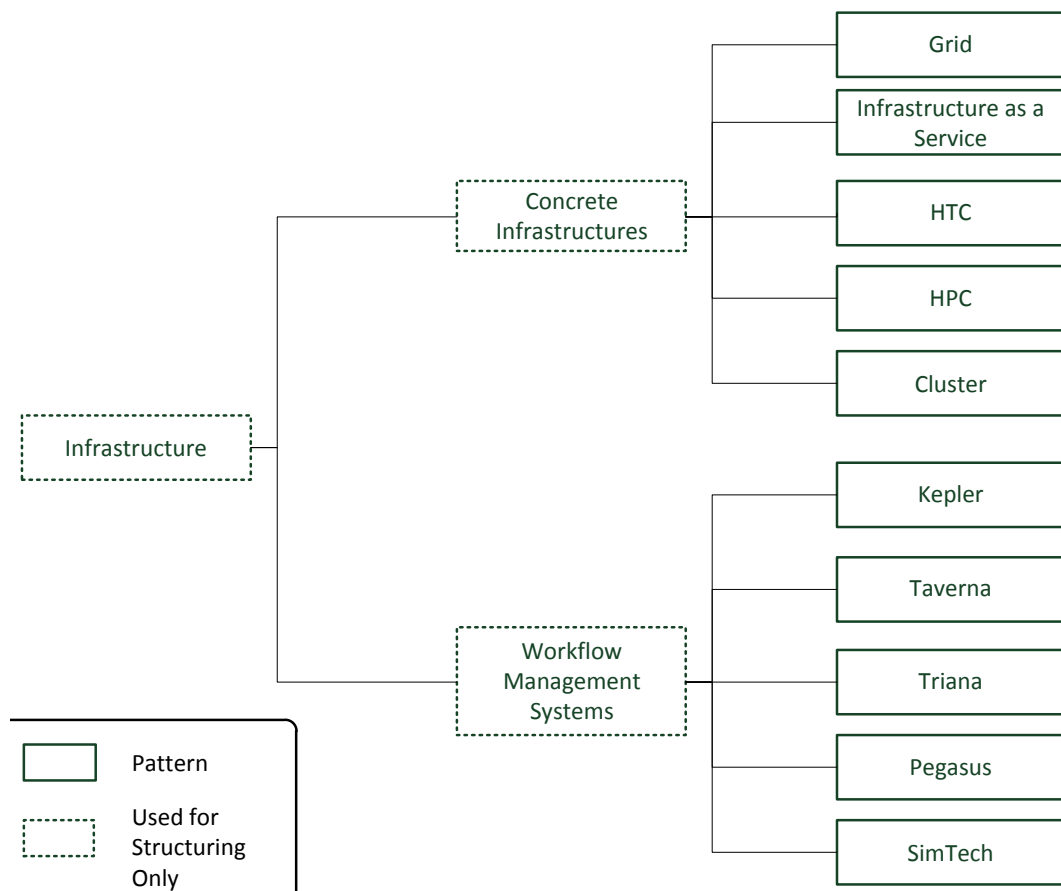 Grid
Infrastructure as a
Service
Concrete
Infrastructures
HTC
HPC
Cluster
Infrastructure
Kepler
Taverna
Workflow
Management
Systems
Triana
Pegasus
SimTech
Pattern
Used for
Structuring
Only